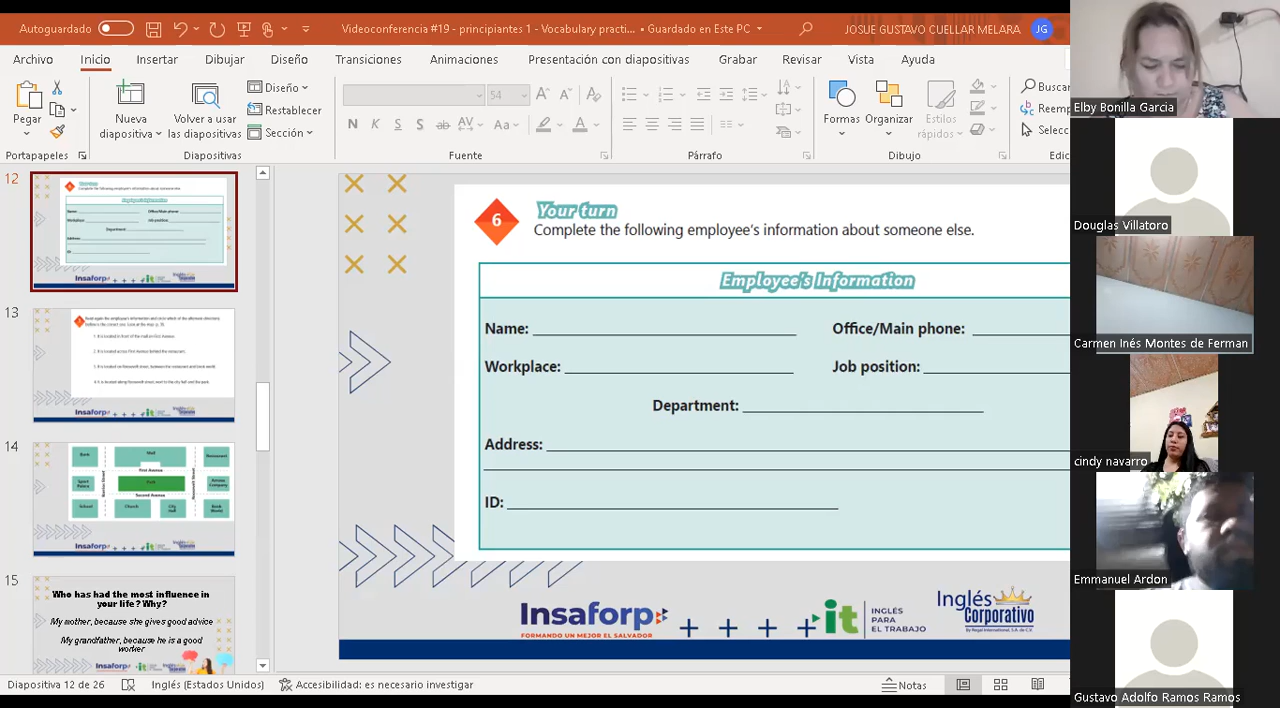 Autoguardado
Videoconferencia #19 - principiantes 1 - Vocabulary practi... • Guardado en Este PC
JOSUE GUSTAVO CUELLAR MELARA
JG
Archivo Inicio Insertar Dibujar Diseño Transiciones Animaciones Presentación con diapositivas Grabar Revisar Vista Ayuda
Pegar
Nueva diapositiva
Volver a usar las diapositivas
Diseño
Restablecer
Sección
54
N K S S ab AV Aa
Formas Organizar Estilos rápidos
Buscar
Reemp
Selecc
Portapapeles Diapositivas Fuente Párrafo Dibujo Edic
12
13
14
15
Who has had the most influence in
your life? Why?
My mother, because she gives good advice
My grandfather, because he is a good
worker
6
Your turn
Complete the following employee's information about someone else.
Employee's Information
Name:
Office/Main phone:
Workplace:
Job position:
Department:
Address:
ID:
Insaforp
FORMANDO UN MEJOR EL SALVADOR
it
INGLÉS
PARA
EL TRABAJO
Inglés
Corporativo
Diapositiva 12 de 26
Inglés (Estados Unidos)
Accesibilidad: es necesario investigar
Notas
Elby Bonilla Garcia
Douglas Villatoro
Carmen Inés Montes de Ferman
cindy navarro
Emmanuel Ardon
Gustavo Adolfo Ramos Ramos